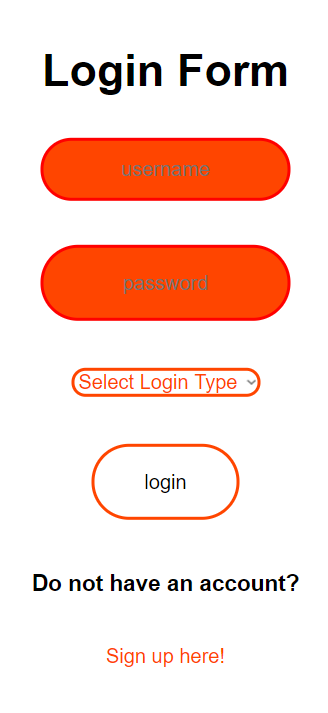 Login Form
username
password
Select Login Type
login
Do not have an account?
Sign up here!